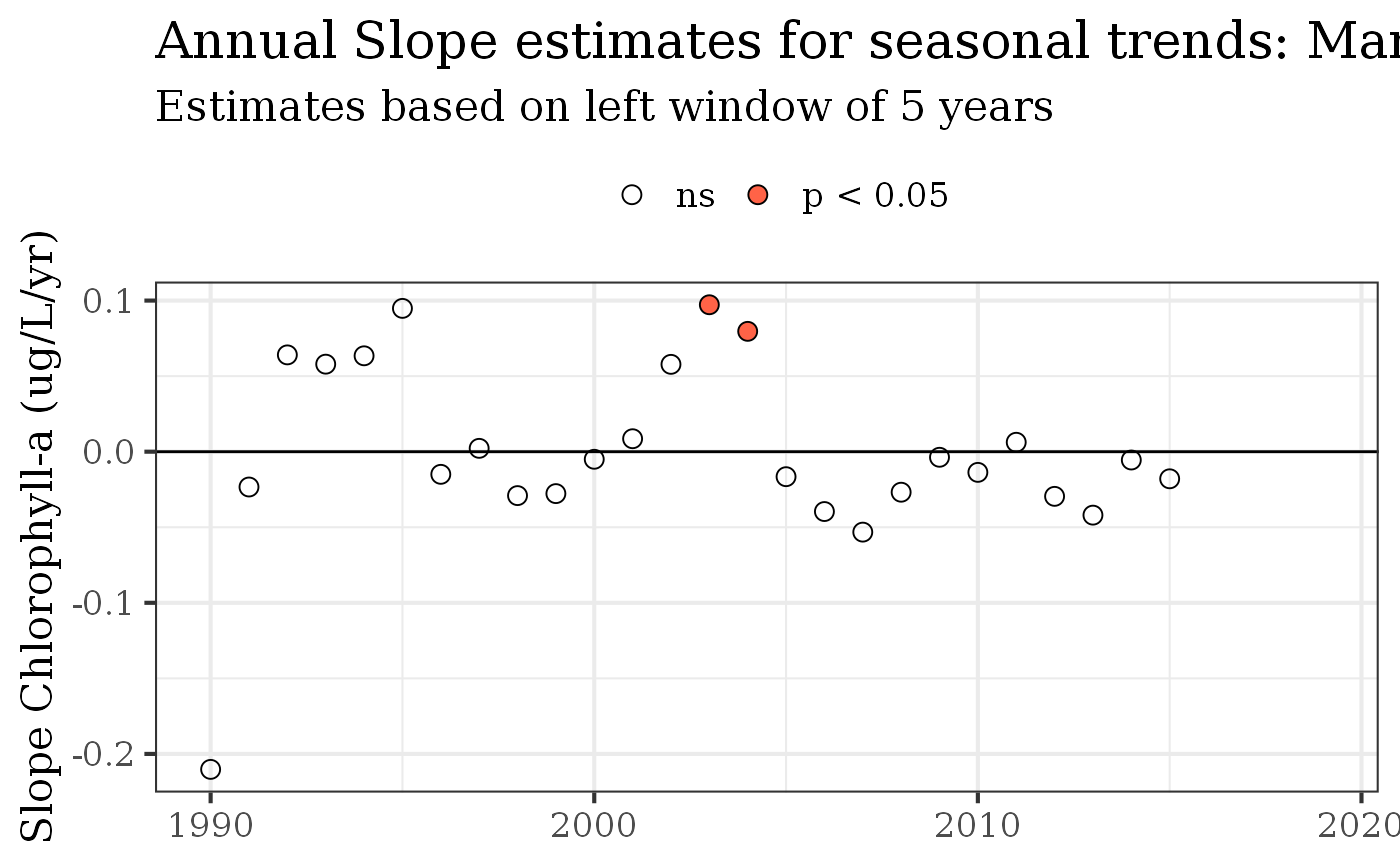 Annual Slope estimates for seasonal trends: Mar
Estimates based on left window of 5 years
ns p < 0.05
Slope Chlorophyll-a (ug/L/yr)
0.1
0.0
-0.1
-0.2
1990 2000 2010 2020